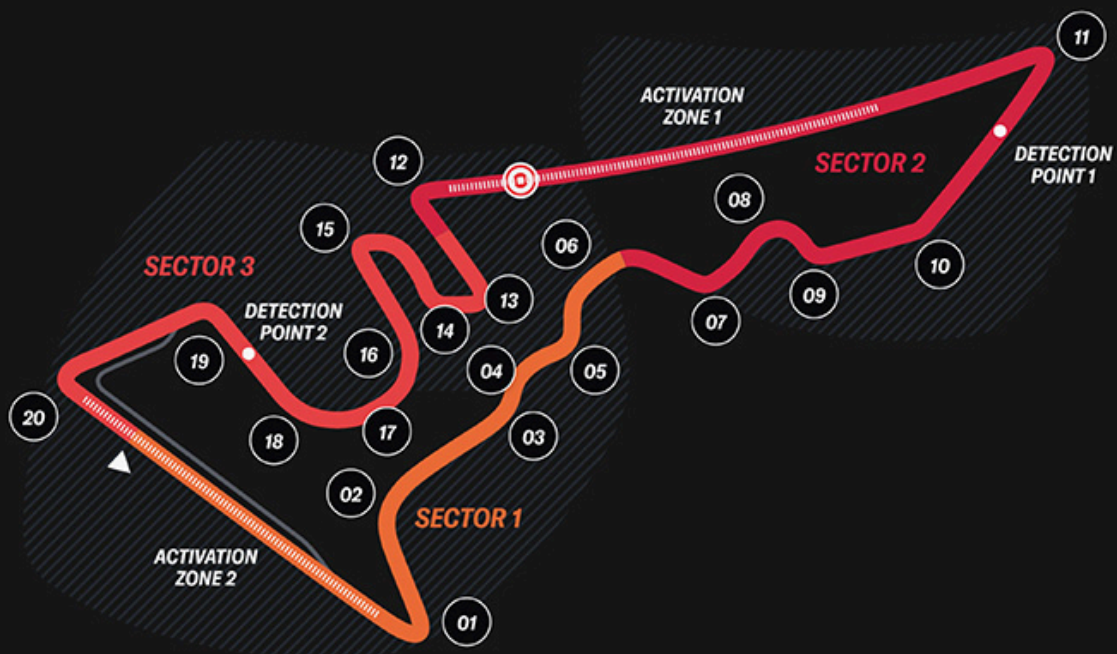 11
ACTIVATION
ZONE 1
12
SECTOR 2
DETECTION
POINT 1
08
15
06
SECTOR 3
10
09
13
DETECTION
POINT 2
07
14
16
19
04
05
20
17
18
03
02
SECTOR 1
ACTIVATION
ZONE 2
01